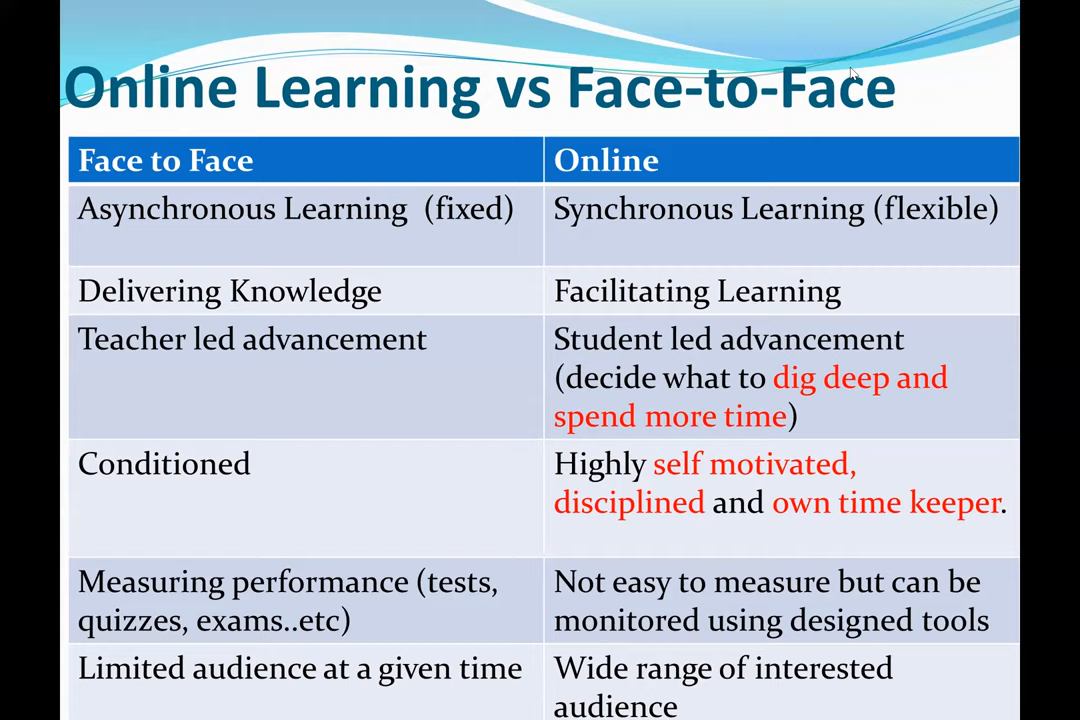 Online Learning vs Face-to-Face
Face to Face
Online
Asynchronous Learning (fixed)
Synchronous Learning (flexible)
Delivering Knowledge
Facilitating Learning
Teacher led advancement
Student led advancement
(decide what to dig deep and
spend more time)
Conditioned
Highly self motivated,
disciplined and own time keeper.
Measuring performance (tests,
quizzes, exams..etc)
Not easy to measure but can be
monitored using designed tools
Limited audience at a given time
Wide range of interested
audience